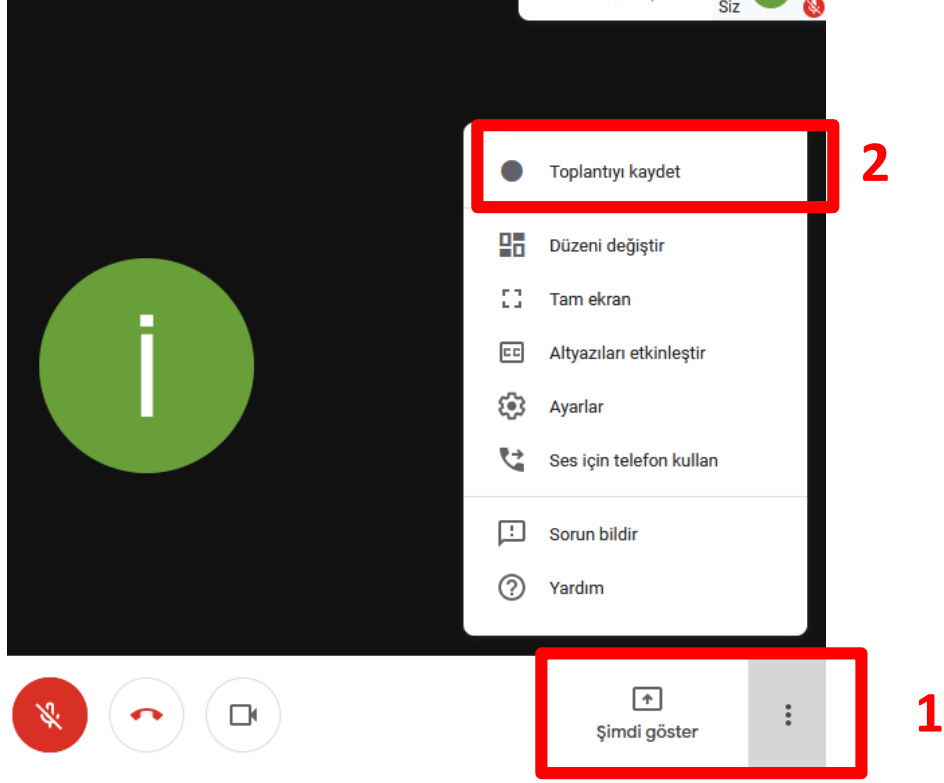 Siz
Toplantıyı kaydet
2
Düzeni değiştir
Tam ekran
i
Altyazıları etkinleştir
Ayarlar
Ses için telefon kullan
Sorun bildir
Yardım
Şimdi göster
1